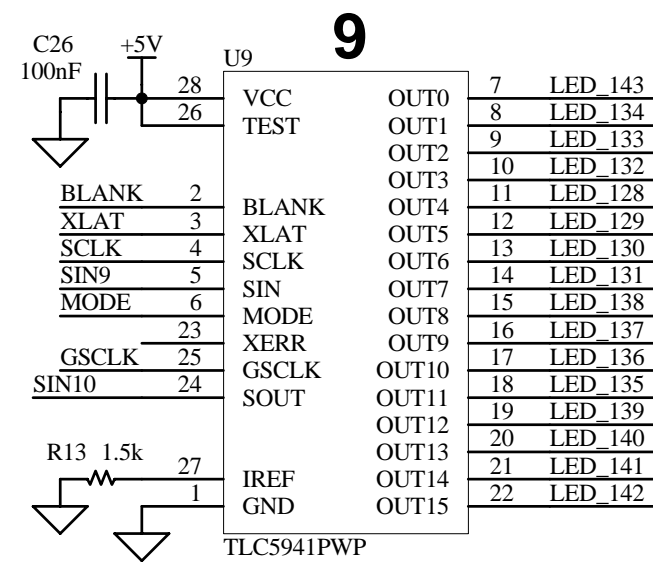 9
C26 +5V
100nF
U9
28 VCC OUT0 7 LED_143
26 TEST OUT1 8 LED_134
OUT2 9 LED_133
OUT3 10 LED_132
BLANK 2 BLANK OUT4 11 LED_128
XLAT 3 XLAT OUT5 12 LED_129
SCLK 4 SCLK OUT6 13 LED_130
SIN9 5 SIN OUT7 14 LED_131
MODE 6 MODE OUT8 15 LED_138
23 XERR OUT9 16 LED_137
GSCLK 25 GSCLK OUT10 17 LED_136
SIN10 24 SOUT OUT11 18 LED_135
OUT12 19 LED_139
OUT13 20 LED_140
R13 1.5k 27 IREF OUT14 21 LED_141
1 GND OUT15 22 LED_142
TLC5941PWP